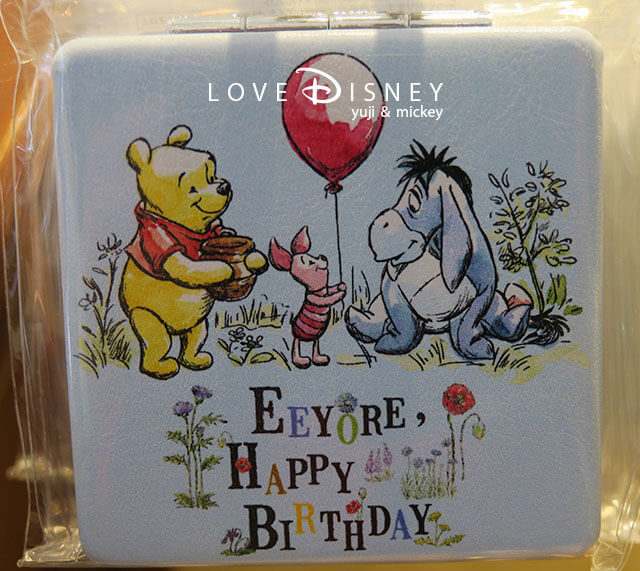 LOVE DISNEY
yuji & mickey
EEYORE,
HAPPY
BIRTHDAY